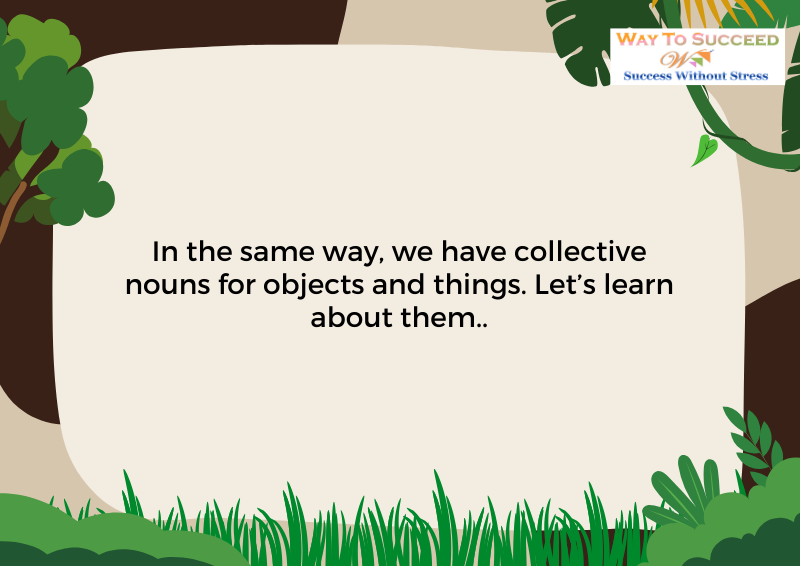 WAY TO SUCCEED
Success Without Stress
In the same way, we have collective
nouns for objects and things. Let’s learn
about them..